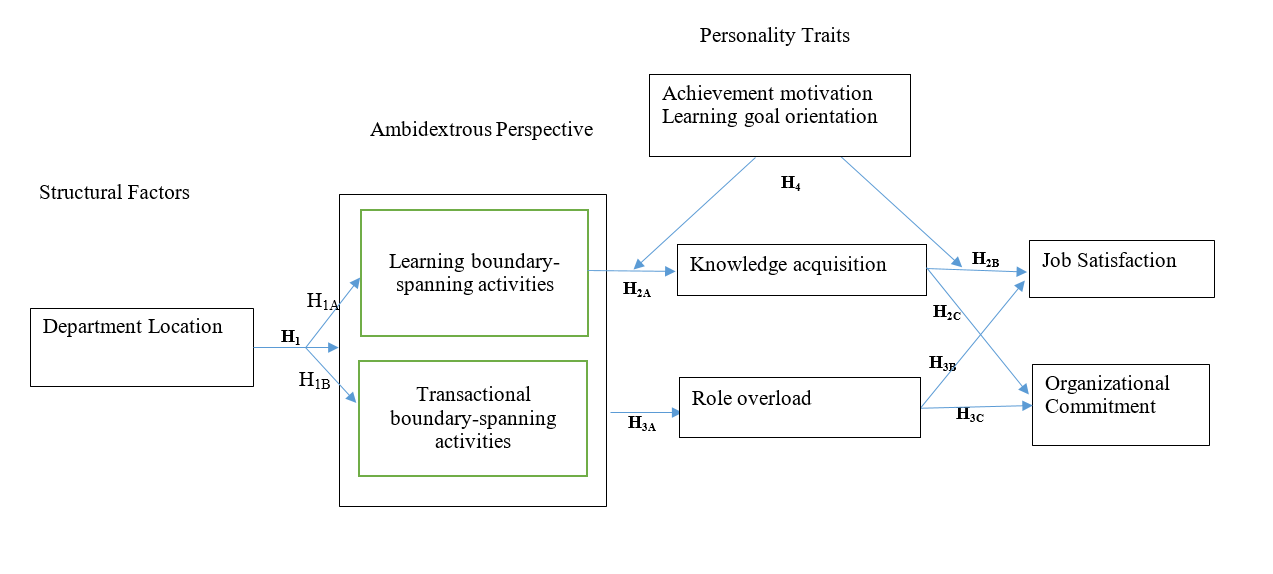 Personality Traits
Achievement motivation
Learning goal orientation
Ambidextrous Perspective
H4
Structural Factors
Learning boundary-
spanning activities
Knowledge acquisition
H2B
Job Satisfaction
H2A
H1A
H2C
Department Location
H1
H3B
H1B
Transactional
boundary-spanning
activities
Role overload
Organizational
Commitment
H3A
H3C